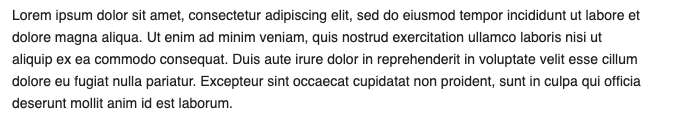 Lorem ipsum dolor sit amet, consectetur adipiscing elit, sed do eiusmod tempor incididunt ut labore et
dolore magna aliqua. Ut enim ad minim veniam, quis nostrud exercitation ullamco laboris nisi ut
aliquip ex ea commodo consequat. Duis aute irure dolor in reprehenderit in voluptate velit esse cillum
dolore eu fugiat nulla pariatur. Excepteur sint occaecat cupidatat non proident, sunt in culpa qui officia
deserunt mollit anim id est laborum.